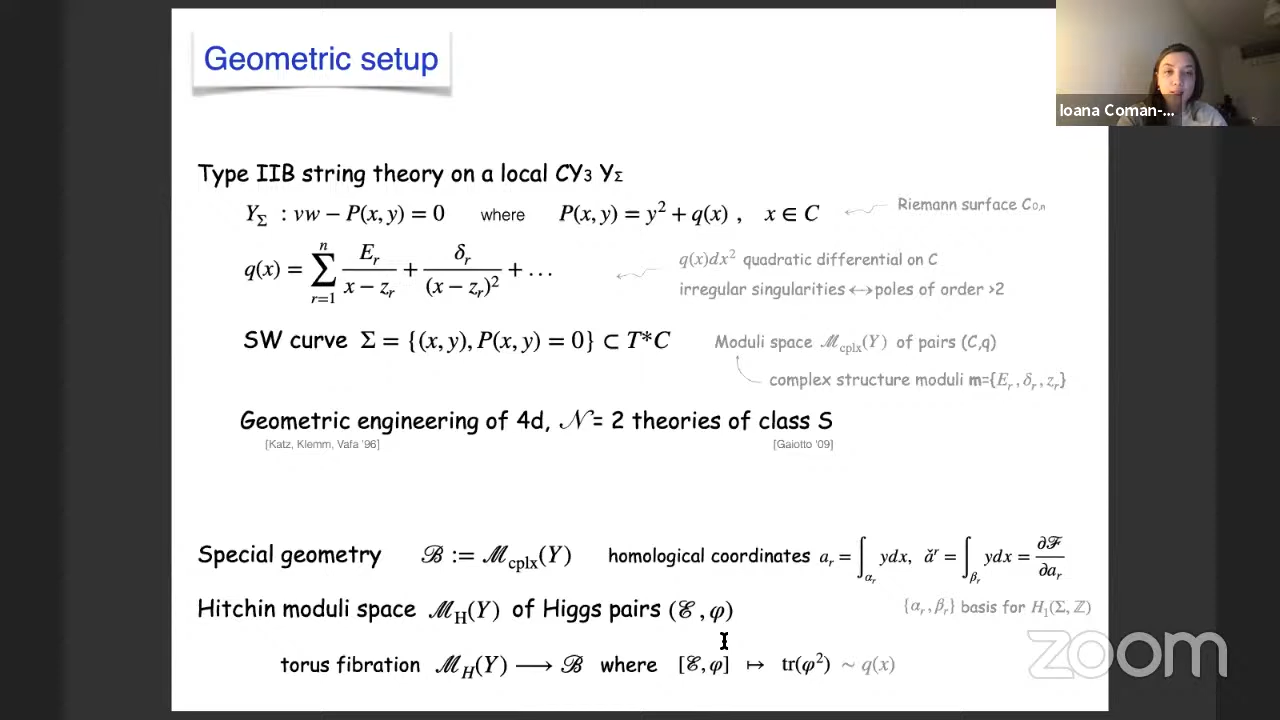 Geometric setup
Ioana Coman-...
Type IIB string theory on a local CY₃ Y_Σ
Y_Σ : vw − P(x, y) = 0 where P(x, y) = y² + q(x) , x ∈ C
Riemann surface C₀,ₙ
q(x) = ∑_{r=1}^{n} E_r/(x − z_r) + δ_r/(x − z_r)² + …
q(x)dx² quadratic differential on C
irregular singularities ↔ poles of order >2
SW curve Σ = {(x, y), P(x, y) = 0} ⊂ T*C
Moduli space ℳ_cplx(Y) of pairs (C,q)
complex structure moduli m={E_r , δ_r, z_r}
Geometric engineering of 4d, 𝒩= 2 theories of class S
[Katz, Klemm, Vafa '96] [Gaiotto '09]
Special geometry ℬ := ℳ_cplx(Y) homological coordinates a_r = ∫_{α_r} ydx, ǎ^r = ∫_{β_r} ydx = ∂ℱ/∂a_r
Hitchin moduli space ℳ_H(Y) of Higgs pairs (ℰ , φ)
{α_r, β_r} basis for H₁(Σ, ℤ)
torus fibration ℳ_H(Y) ⟶ ℬ where [ℰ, φ] ↦ tr(φ²) ~ q(x)
zoom